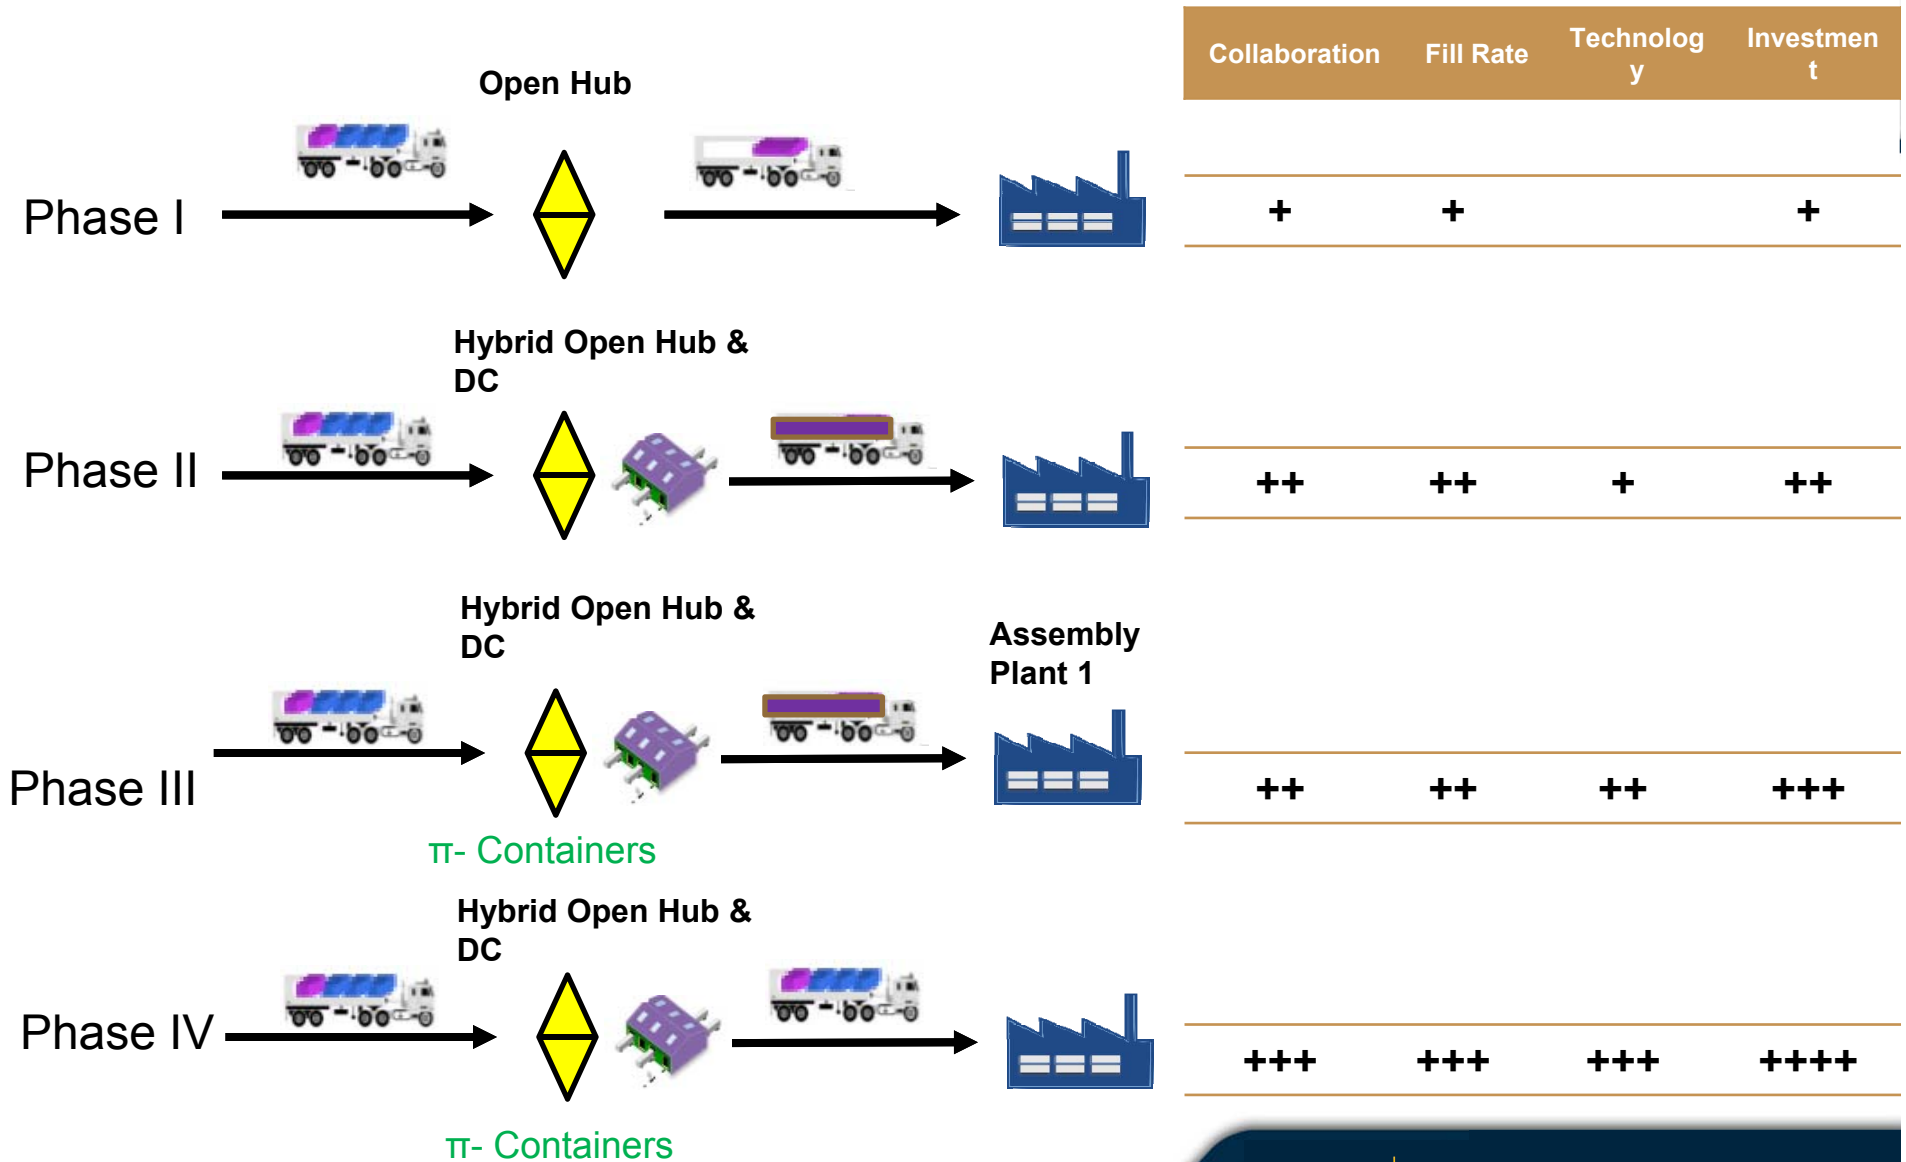 Collaboration Fill Rate Technolog Investmen
y t
Open Hub
Phase I
+ + +
Hybrid Open Hub &
DC
Phase II
++ ++ + ++
Hybrid Open Hub &
DC
Assembly
Plant 1
Phase III
++ ++ ++ +++
π- Containers
Hybrid Open Hub &
DC
Phase IV
+++ +++ +++ ++++
π- Containers